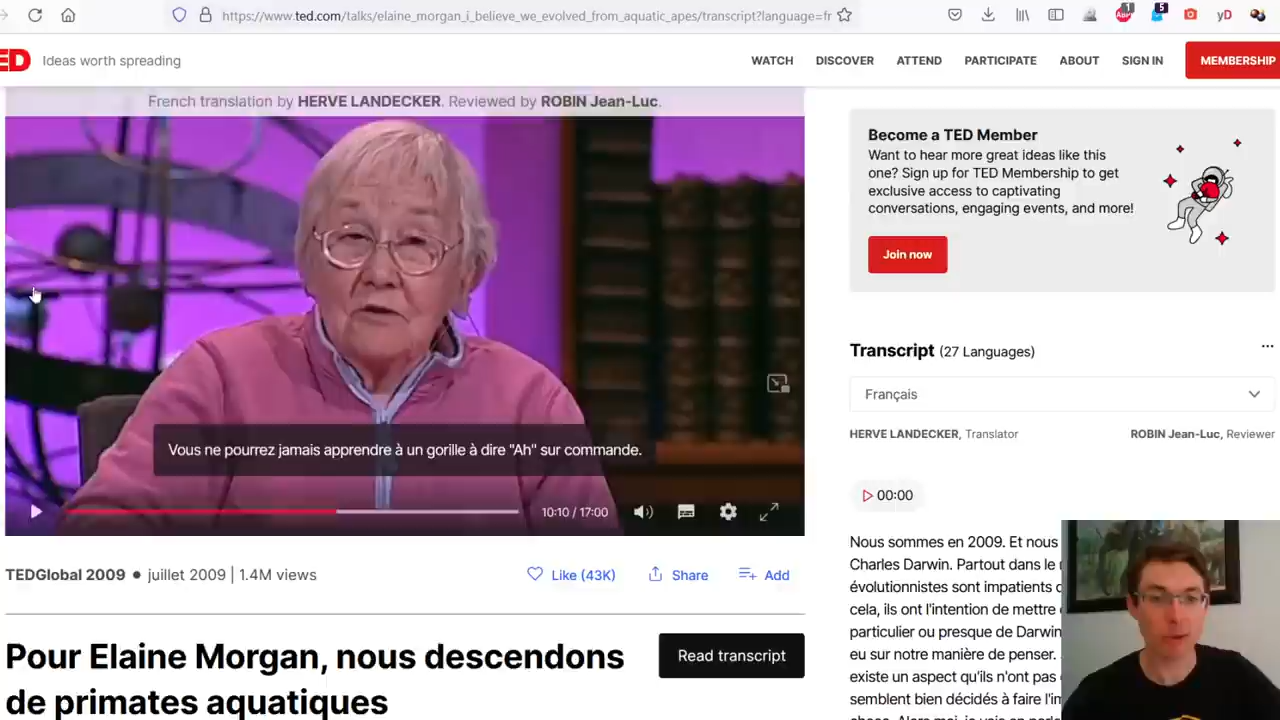 https://www.ted.com/talks/elaine_morgan_i_believe_we_evolved_from_aquatic_apes/transcript?language=fr
1
5
yD
ED
Ideas worth spreading
WATCH
DISCOVER
ATTEND
PARTICIPATE
ABOUT
SIGN IN
MEMBERSHIP
French translation by HERVE LANDECKER. Reviewed by ROBIN Jean-Luc.
Vous ne pourrez jamais apprendre à un gorille à dire "Ah" sur commande.
10:10 / 17:00
TEDGlobal 2009 ● juillet 2009 | 1.4M views
Like (43K)
Share
Add
Pour Elaine Morgan, nous descendons
de primates aquatiques
Read transcript
Become a TED Member
Want to hear more great ideas like this
one? Sign up for TED Membership to get
exclusive access to captivating
conversations, engaging events, and more!
Join now
Transcript (27 Languages)
Français
HERVE LANDECKER, Translator
ROBIN Jean-Luc, Reviewer
00:00
Nous sommes en 2009. Et nous
Charles Darwin. Partout dans le
évolutionnistes sont impatients
cela, ils ont l'intention de mettre
particulier ou presque de Darwin
eu sur notre manière de penser.
existe un aspect qu'ils n'ont pas
semblent bien décidés à faire l'im